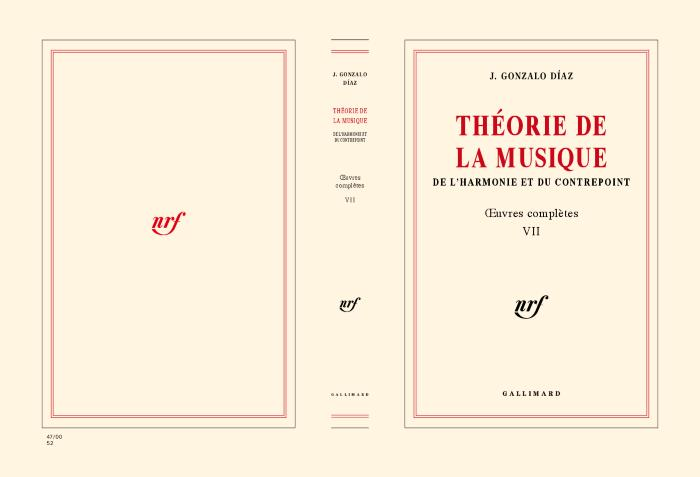 nrf
47/00
52
J. GONZALO
DÍAZ
THÉORIE DE
LA MUSIQUE
DE L'HARMONIE ET
DU CONTREPOINT
Œuvres
complètes
VII
nrf
GALLIMARD
J. GONZALO DÍAZ
THÉORIE DE
LA MUSIQUE
DE L'HARMONIE ET DU CONTREPOINT
Œuvres complètes
VII
nrf
GALLIMARD